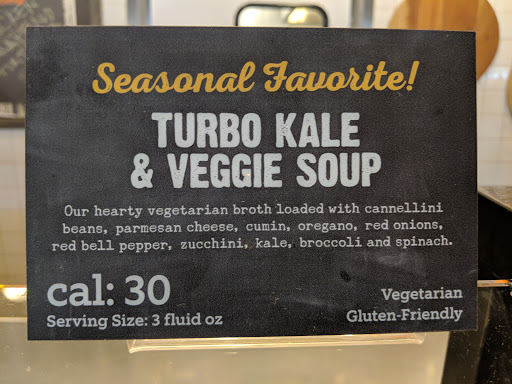 Seasonal Favorite!
TURBO KALE
& VEGGIE SOUP
Our hearty vegetarian broth loaded with cannellini
beans, parmesan cheese, cumin, oregano, red onions,
red bell pepper, zucchini, kale, broccoli and spinach.
cal: 30
Serving Size: 3 fluid oz
Vegetarian
Gluten-Friendly